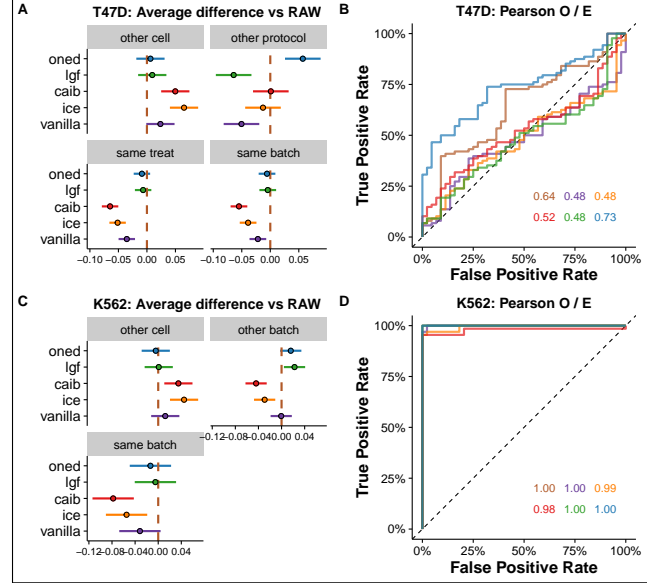 A
T47D: Average difference vs RAW
other cell
other protocol
oned
lgf
caib
ice
vanilla
same treat
same batch
oned
lgf
caib
ice
vanilla
−0.10 −0.05 0.00 0.05
−0.10 −0.05 0.00 0.05
B
T47D: Pearson O / E
True Positive Rate
100%
75%
50%
25%
0%
0.64 0.48 0.48
0.52 0.48 0.73
0% 25% 50% 75% 100%
False Positive Rate
C
K562: Average difference vs RAW
other cell
other batch
oned
lgf
caib
ice
vanilla
−0.12−0.08−0.040.00 0.04
same batch
oned
lgf
caib
ice
vanilla
−0.12−0.08−0.040.00 0.04
D
K562: Pearson O / E
True Positive Rate
100%
75%
50%
25%
0%
1.00 1.00 0.99
0.98 1.00 1.00
0% 25% 50% 75% 100%
False Positive Rate